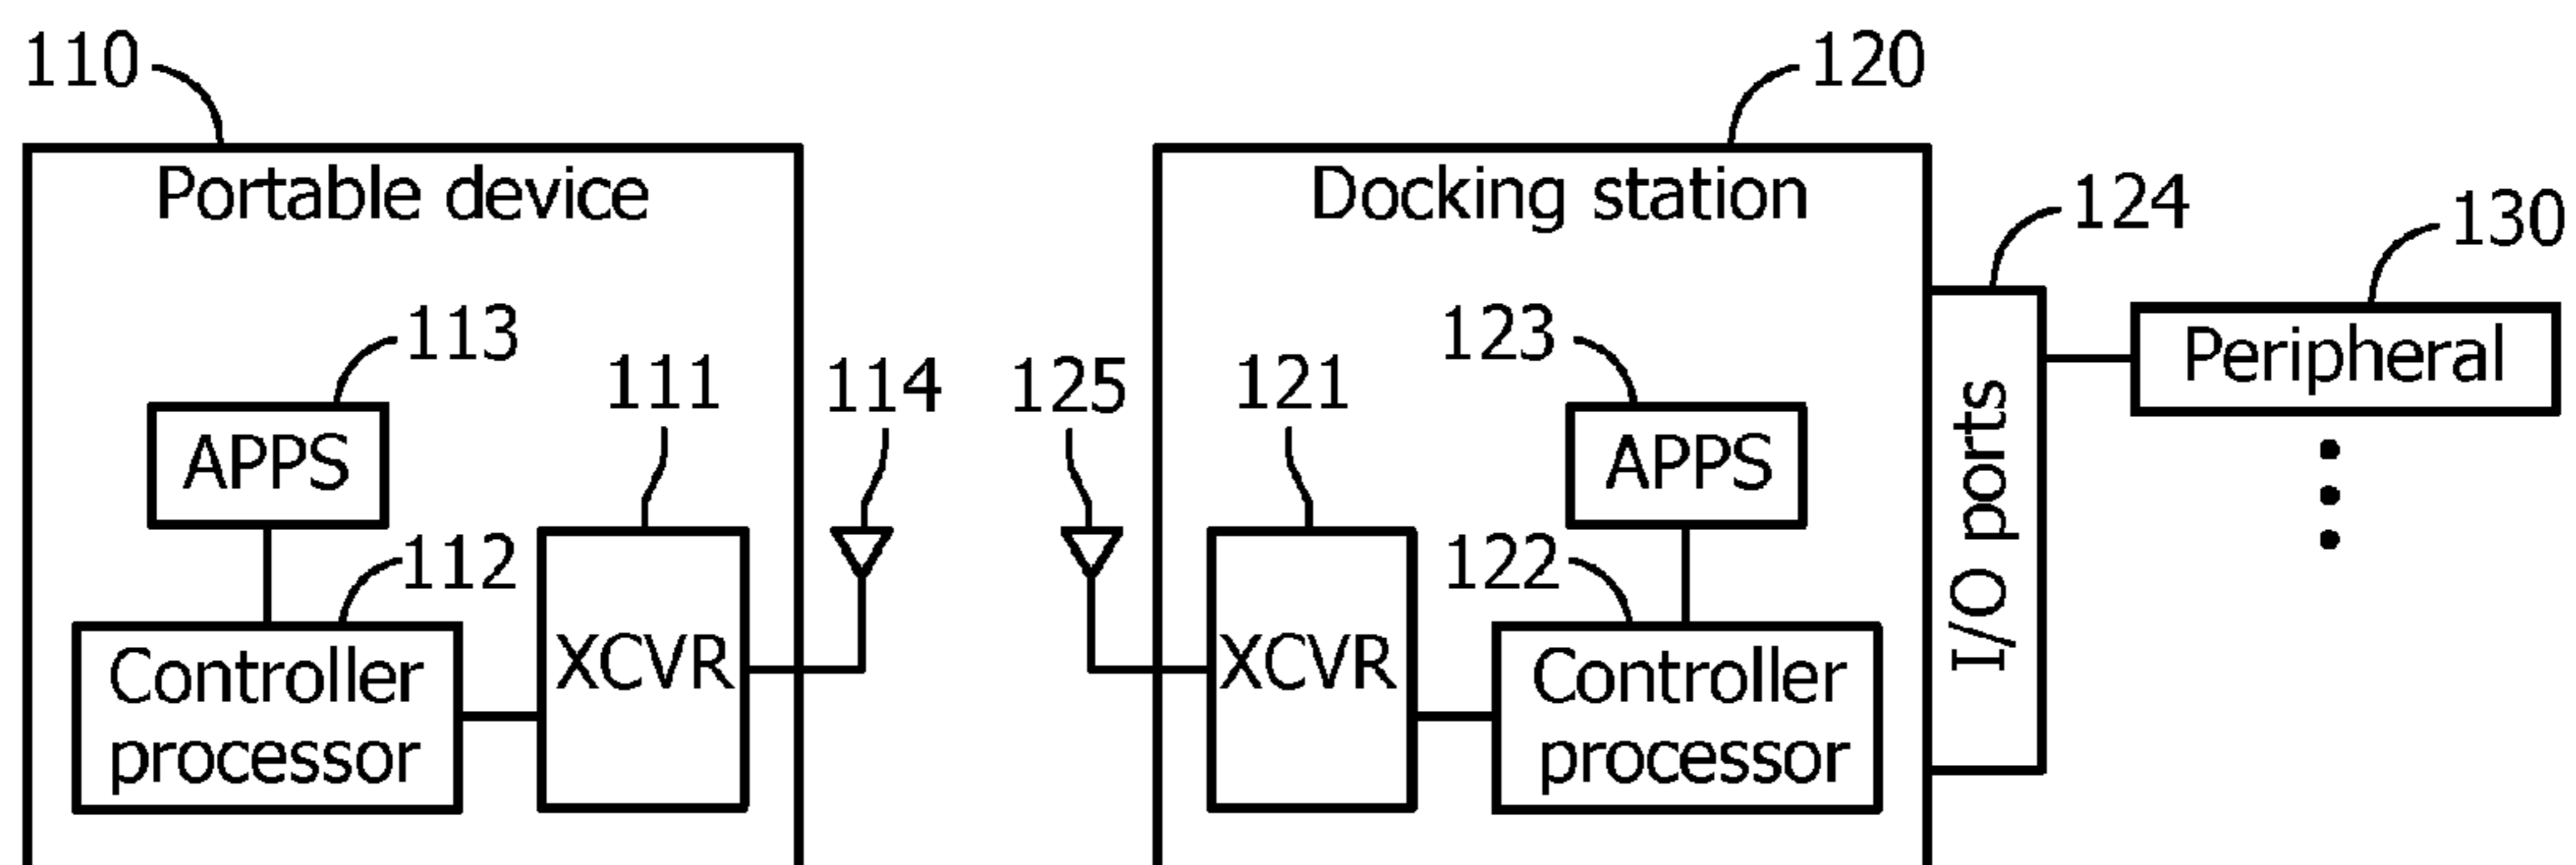 110
120
Portable device
Docking station
124
130
113
123
Peripheral
111
114
125
121
APPS
APPS
I/O ports
112
122
XCVR
XCVR
Controller
processor
Controller
processor